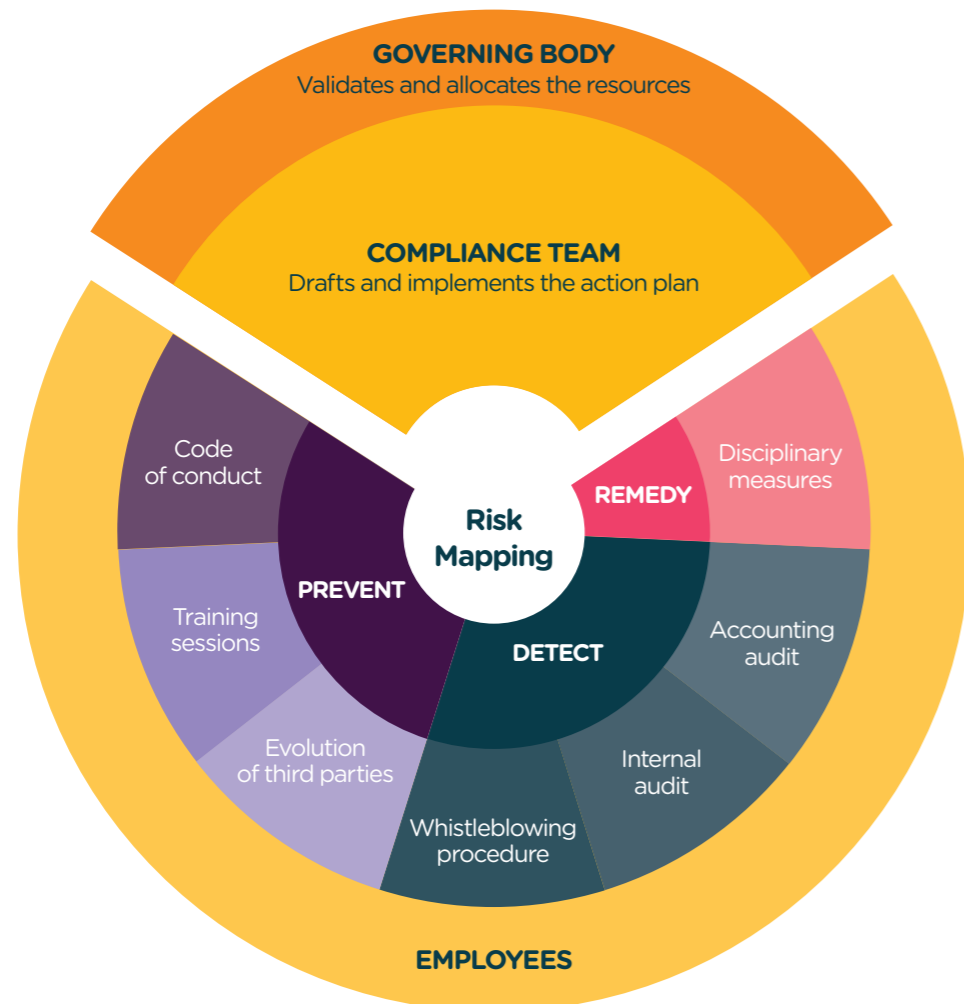 GOVERNING BODY
Validates and allocates the resources
COMPLIANCE TEAM
Drafts and implements the action plan
Risk
Mapping
PREVENT
Code
of conduct
Training
sessions
Evolution
of third parties
DETECT
Whistleblowing
procedure
Internal
audit
Accounting
audit
REMEDY
Disciplinary
measures
EMPLOYEES